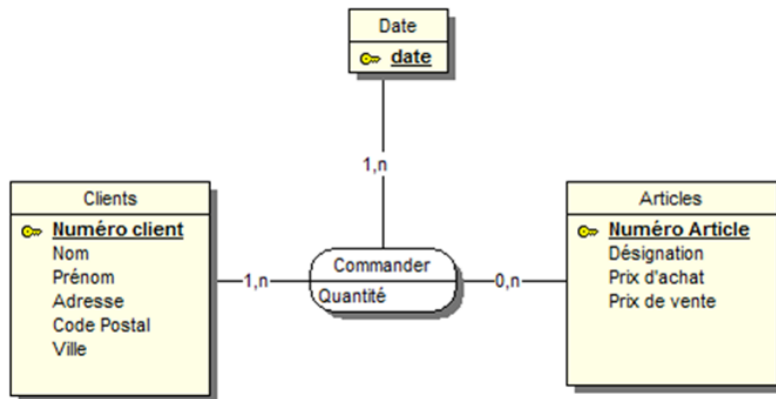 Date
date
1,n
Clients
Numéro client
Nom
Prénom
Adresse
Code Postal
Ville
1,n
Commander
Quantité
0,n
Articles
Numéro Article
Désignation
Prix d'achat
Prix de vente